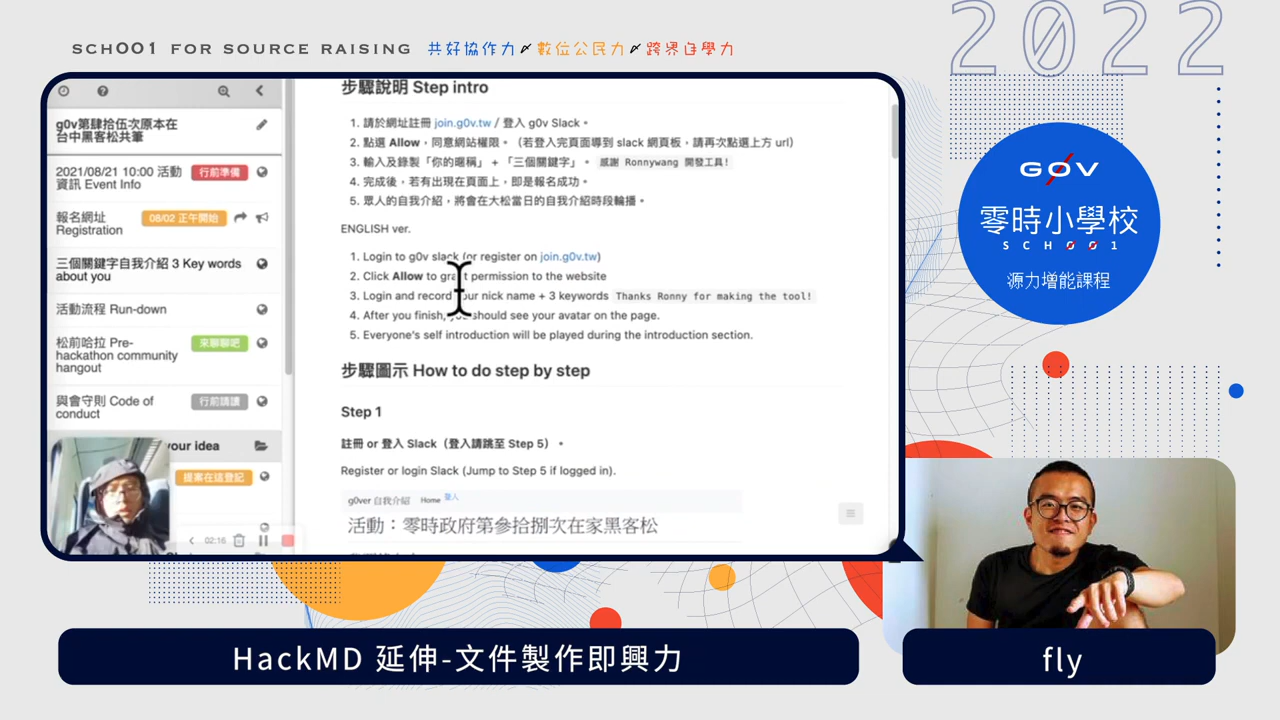 SCH001 FOR SOURCE RAISING 共好協作力 數位公民力 跨界自學力
2022
g0v第肆拾伍次原本在
台中黑客松共筆
2021/08/21 10:00 活動
資訊 Event Info
行前準備
報名網址
Registration
08/02 正午開始
三個關鍵字自我介紹 3 Key words
about you
活動流程 Run-down
松前哈拉 Pre-
hackathon community
hangout
來聊聊吧
與會守則 Code of
conduct
行前請讀
your idea
提案在這登記
02:16
步驟說明 Step intro
1. 請於網址註冊 join.g0v.tw / 登入 g0v Slack。
2. 點選 Allow，同意網站權限。（若登入完頁面導到 slack 網頁板，請再次點選上方 url）
3. 輸入及錄製「你的暱稱」+「三個關鍵字」。 感謝 Ronnywang 開發工具!
4. 完成後，若有出現在頁面上，即是報名成功。
5. 眾人的自我介紹，將會在大松當日的自我介紹時段輪播。
ENGLISH ver.
1. Login to g0v slack (or register on join.g0v.tw)
2. Click Allow to grant permission to the website
3. Login and record your nick name + 3 keywords Thanks Ronny for making the tool!
4. After you finish, you should see your avatar on the page.
5. Everyone's self introduction will be played during the introduction section.
步驟圖示 How to do step by step
Step 1
註冊 or 登入 Slack（登入請跳至 Step 5）。
Register or login Slack (Jump to Step 5 if logged in).
g0ver 自我介紹 Home 登入
活動：零時政府第參拾捌次在家黑客松
G0V
零時小學校
SCH001
源力增能課程
HackMD 延伸-文件製作即興力
fly